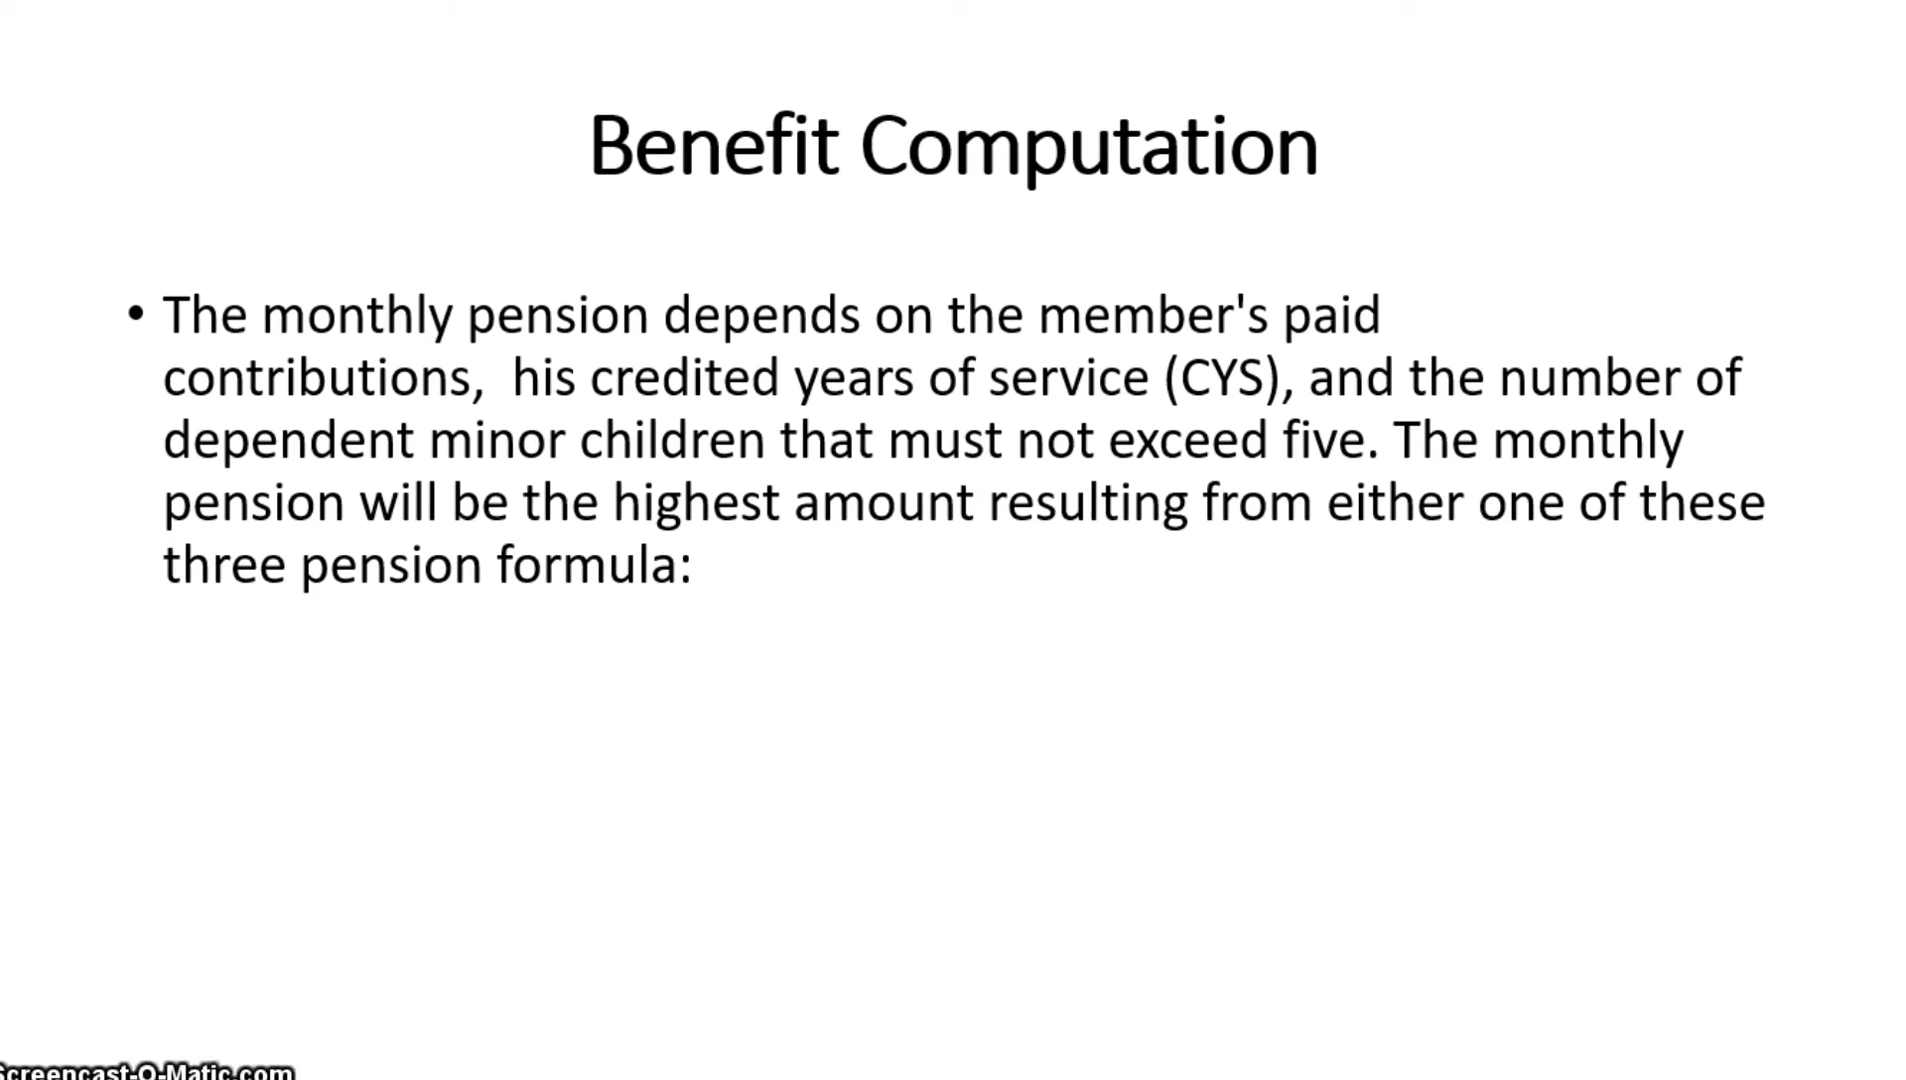 Benefit Computation
• The monthly pension depends on the member's paid
contributions,  his credited years of service (CYS), and the number of
dependent minor children that must not exceed five. The monthly
pension will be the highest amount resulting from either one of these
three pension formula:
Screencast-O-Matic.com